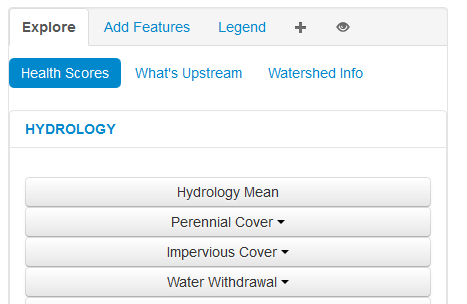 Explore Add Features Legend
Health Scores What's Upstream Watershed Info
HYDROLOGY
Hydrology Mean
Perennial Cover
Impervious Cover
Water Withdrawal